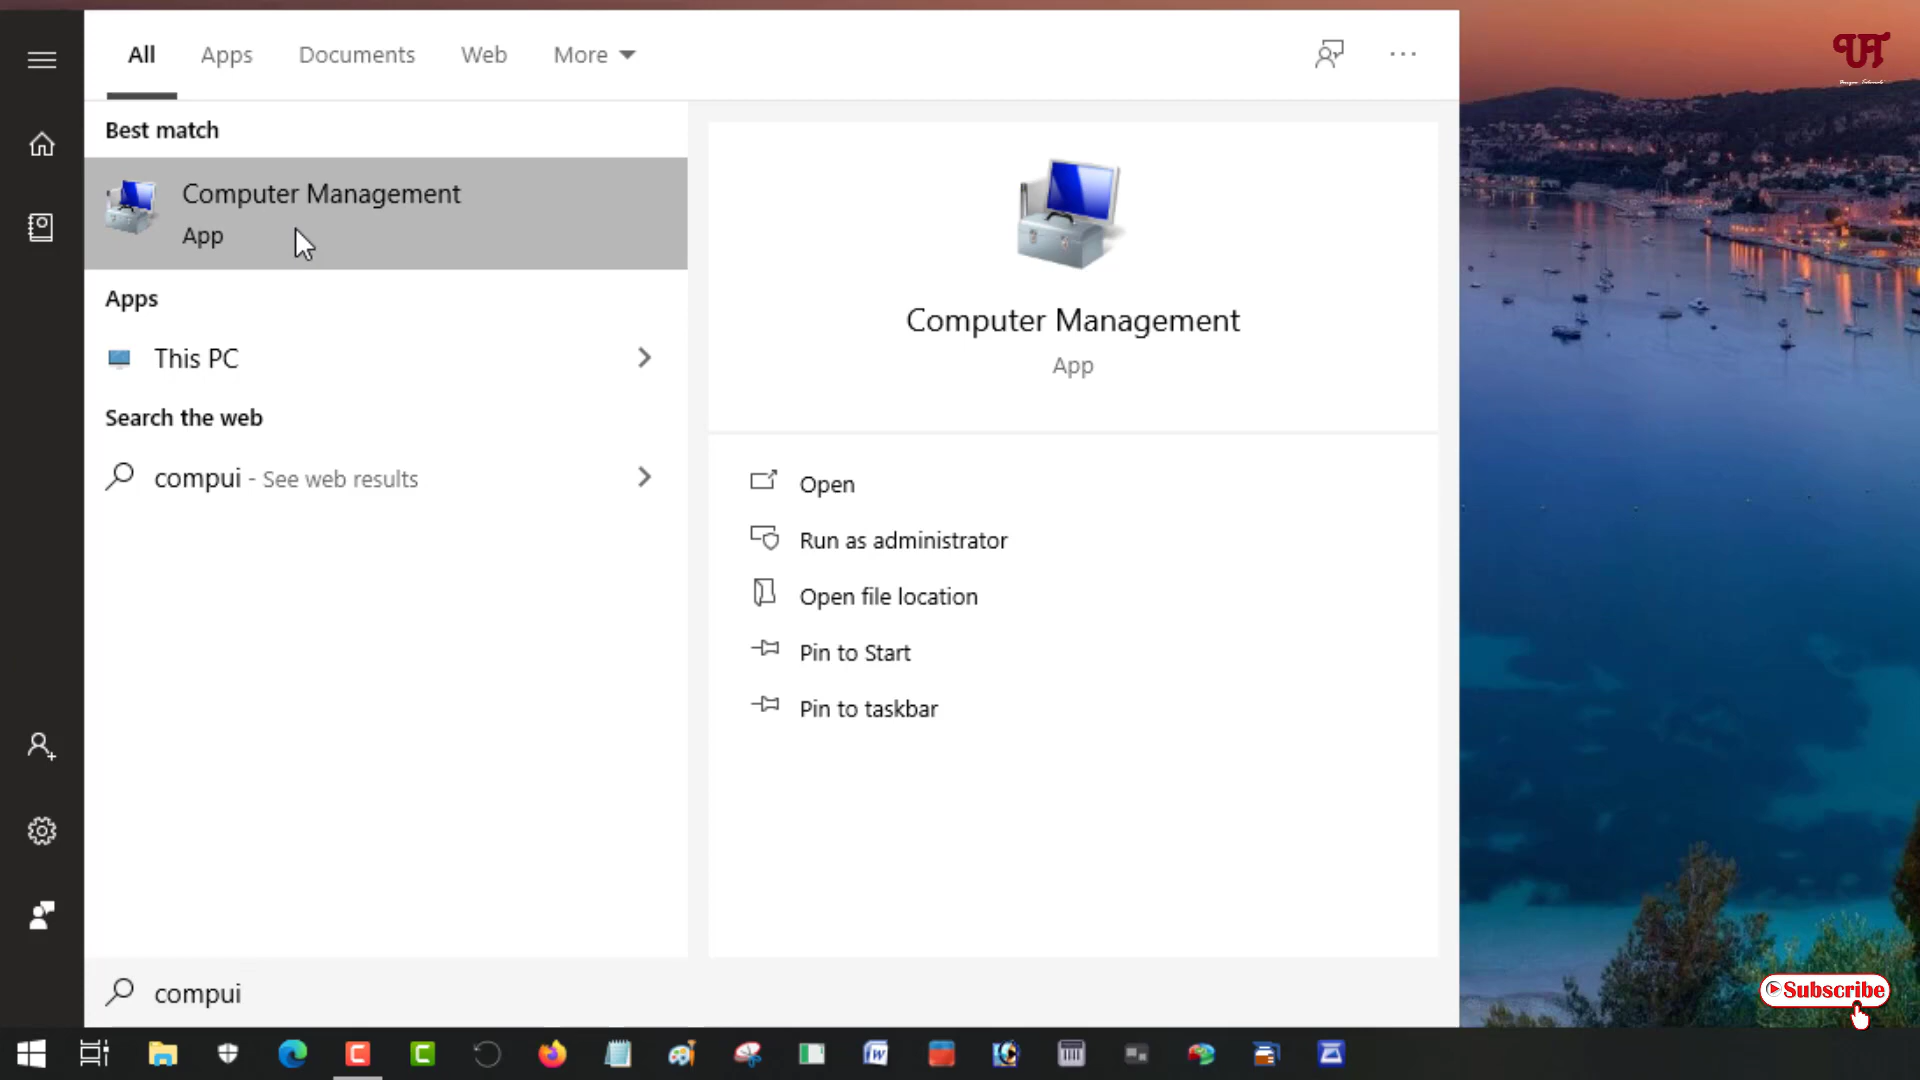 All
Apps
Documents
Web
More
Best match
Computer Management
App
Apps
This PC
Search the web
compui - See web results
compui
Computer Management
App
Open
Run as administrator
Open file location
Pin to Start
Pin to taskbar
UT
Subscribe